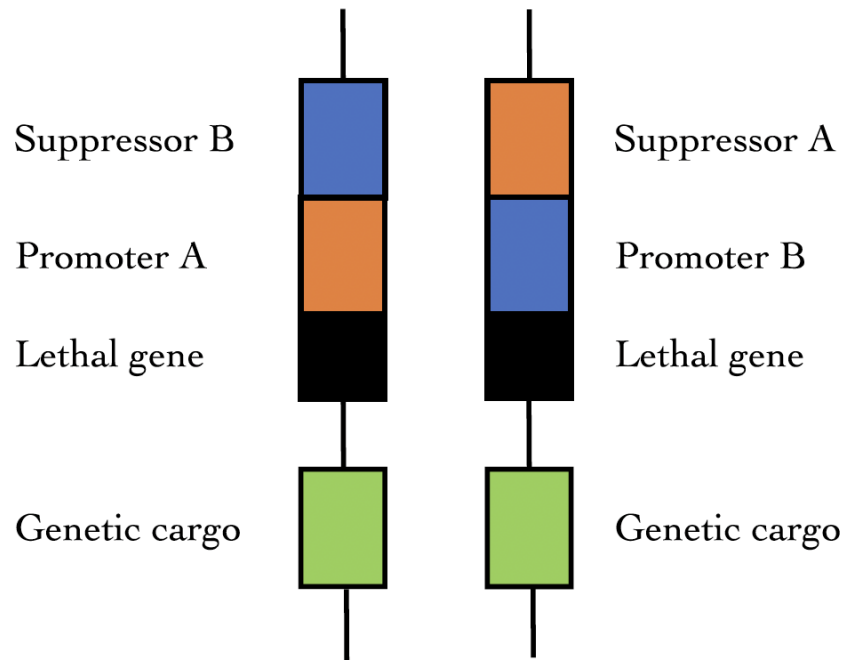 Suppressor B
Suppressor A
Promoter A
Promoter B
Lethal gene
Lethal gene
Genetic cargo
Genetic cargo